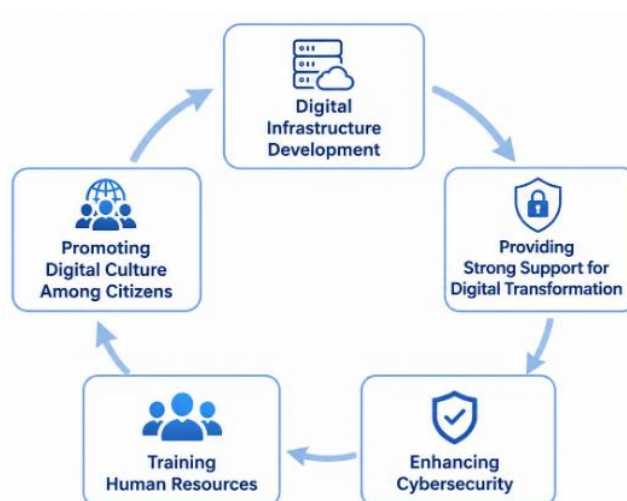 Digital
Infrastructure
Development
Providing
Strong Support for
Digital Transformation
Enhancing
Cybersecurity
Training
Human Resources
Promoting
Digital Culture
Among Citizens